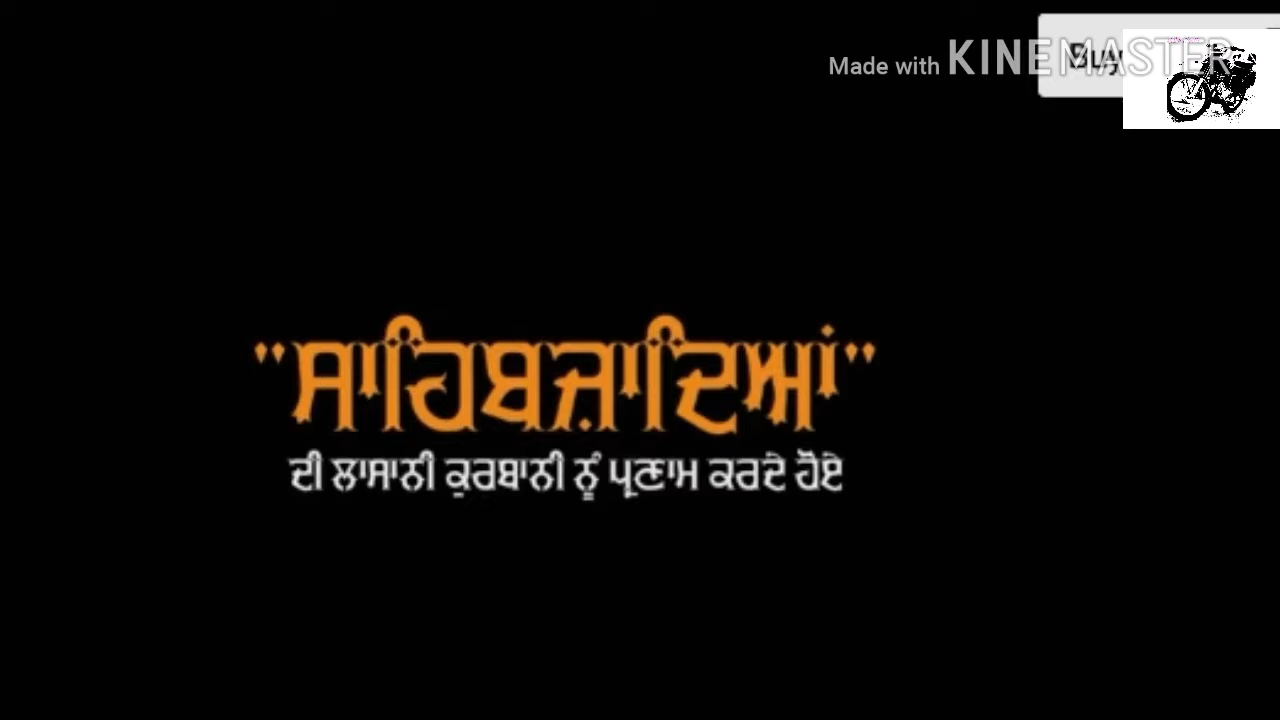 Made with KINEMASTER
"ਸਾਹਿਬਜ਼ਾਦਿਆਂ"
ਦੀ ਲਾਸਾਨੀ ਕੁਰਬਾਨੀ ਨੂੰ ਪ੍ਰਣਾਮ ਕਰਦੇ ਹੋਏ